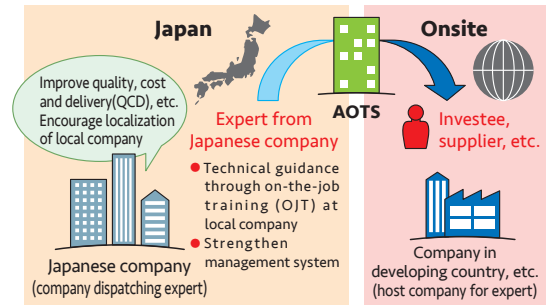 Japan
Onsite
Improve quality, cost
and delivery(QCD), etc.
Encourage localization
of local company
AOTS
Expert from
Japanese company
● Technical guidance
through on-the-job
training (OJT) at
local company
● Strengthen
management system
Investee,
supplier, etc.
Japanese company
(company dispatching expert)
Company in
developing country, etc.
(host company for expert)